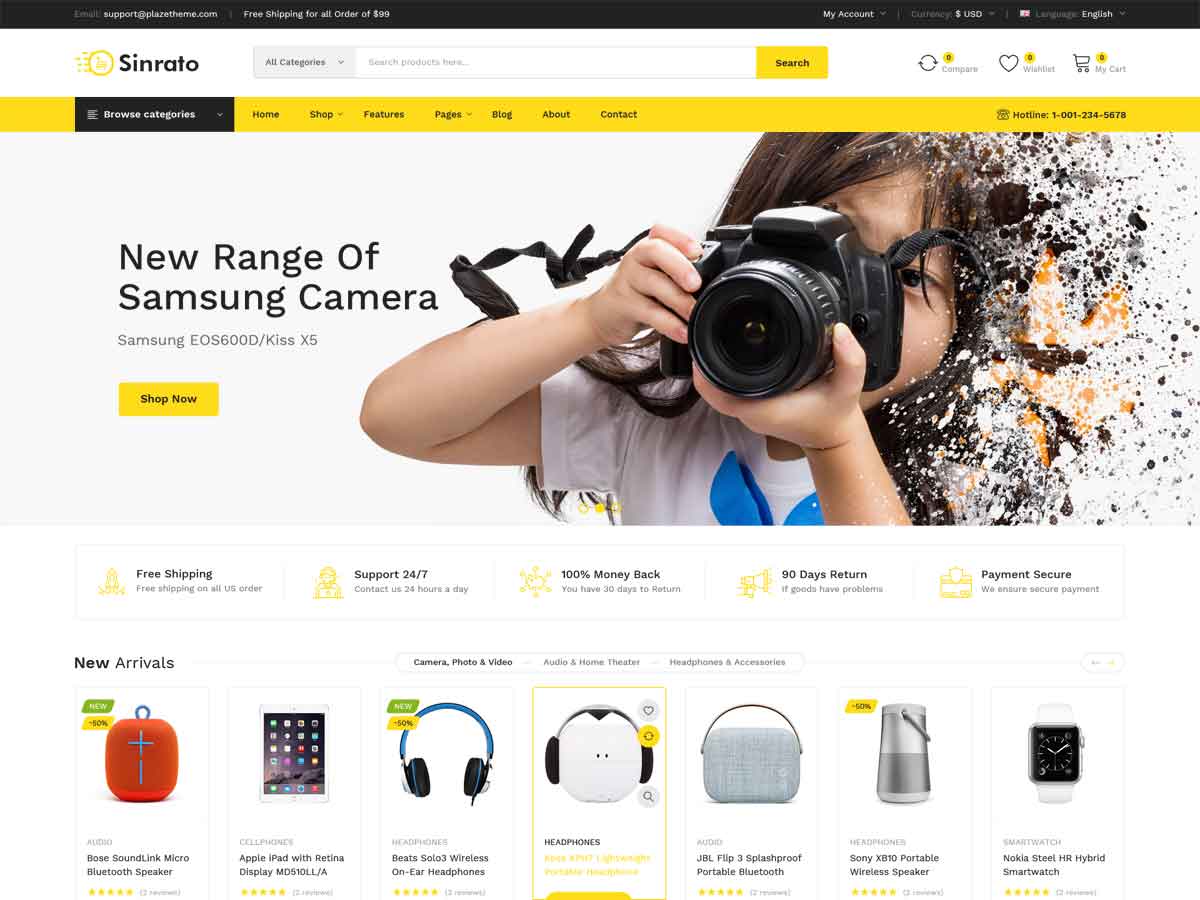 Email: support@plazetheme.com | Free Shipping for all Order of $99
My Account | Currency: $ USD | Language: English
Sinrato
All Categories
Search products here...
Search
0
Compare
0
Wishlist
0
My Cart
Browse categories
Home
Shop
Features
Pages
Blog
About
Contact
Hotline: 1-001-234-5678
New Range Of
Samsung Camera
Samsung EOS600D/Kiss X5
Shop Now
Free Shipping
Free shipping on all US order
Support 24/7
Contact us 24 hours a day
100% Money Back
You have 30 days to Return
90 Days Return
If goods have problems
Payment Secure
We ensure secure payment
New Arrivals
Camera, Photo & Video
Audio & Home Theater
Headphones & Accessories
NEW
-50%
AUDIO
Bose SoundLink Micro
Bluetooth Speaker
(2 reviews)
CELLPHONES
Apple iPad with Retina
Display MD510LL/A
(2 reviews)
NEW
-50%
HEADPHONES
Beats Solo3 Wireless
On-Ear Headphones
(3 reviews)
HEADPHONES
Koss KPH7 Lightweight
Portable Headphone
AUDIO
JBL Flip 3 Splashproof
Portable Bluetooth
(2 reviews)
-50%
HEADPHONES
Sony XB10 Portable
Wireless Speaker
(3 reviews)
SMARTWATCH
Nokia Steel HR Hybrid
Smartwatch
(2 reviews)